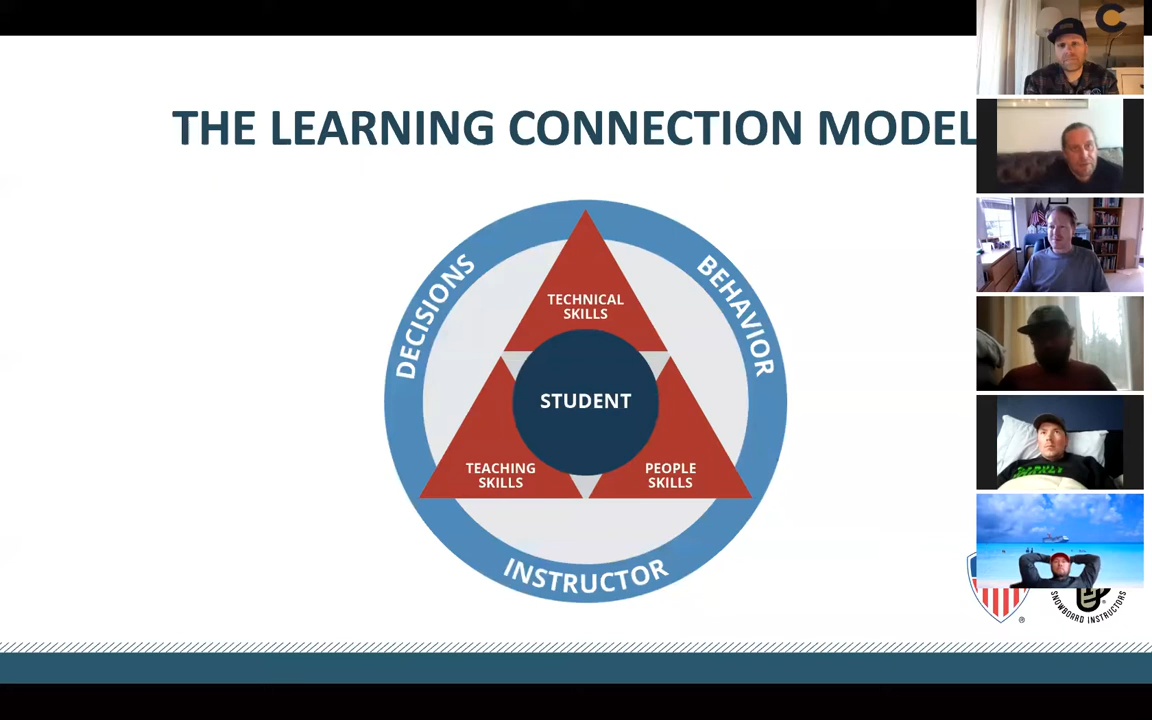 THE LEARNING CONNECTION MODEL
DECISIONS
BEHAVIOR
TECHNICAL
SKILLS
STUDENT
TEACHING
SKILLS
PEOPLE
SKILLS
INSTRUCTOR
®
SNOWBOARD INSTRUCTORS